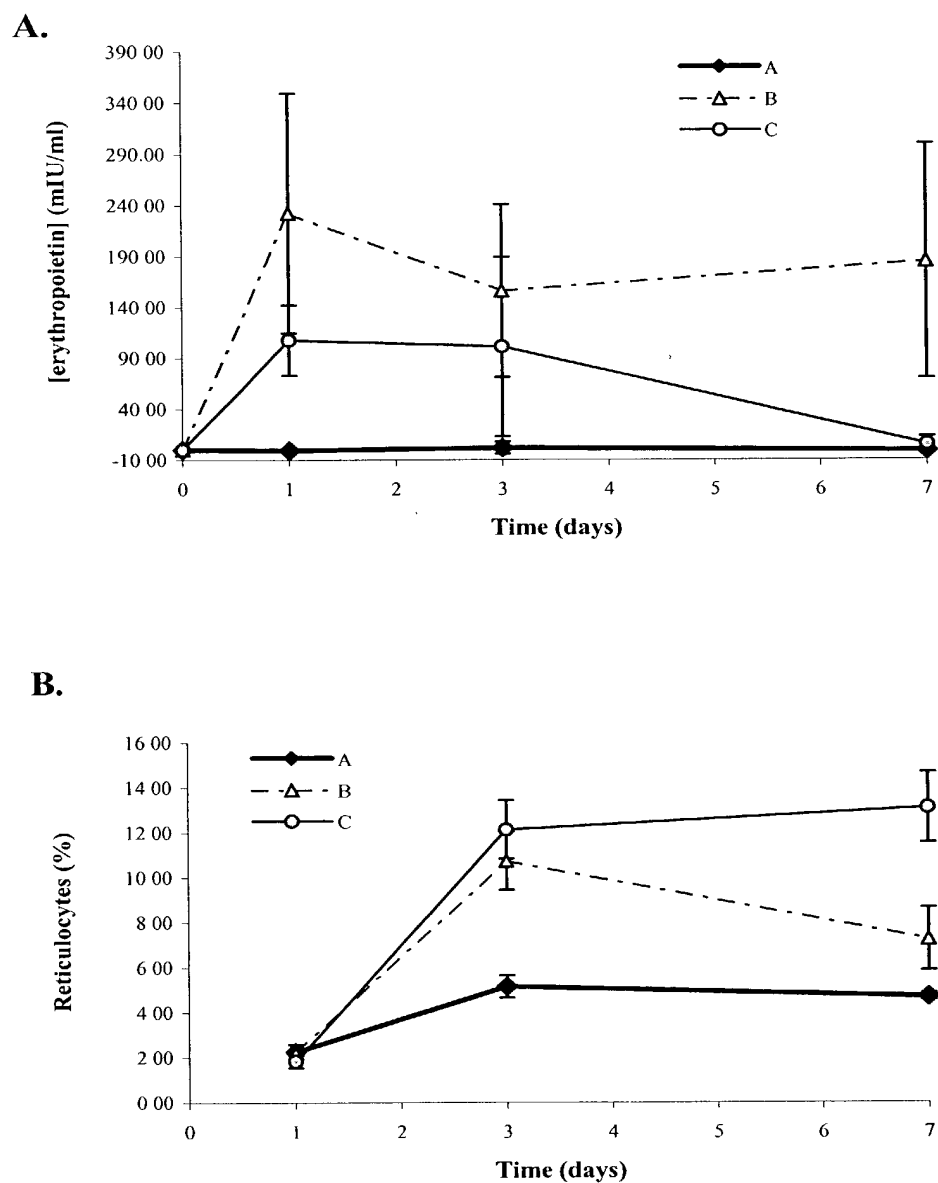 A.
390 00
340 00
290.00
240 00
190 00
140 00
90 00
40 00
-10 00
[erythropoietin] (mIU/ml)
A
B
C
0 1 2 3 4 5 6 7
Time (days)
B.
16 00
14 00
12 00
10 00
8 00
6 00
4 00
2 00
0 00
Reticulocytes (%)
A
B
C
0 1 2 3 4 5 6 7
Time (days)